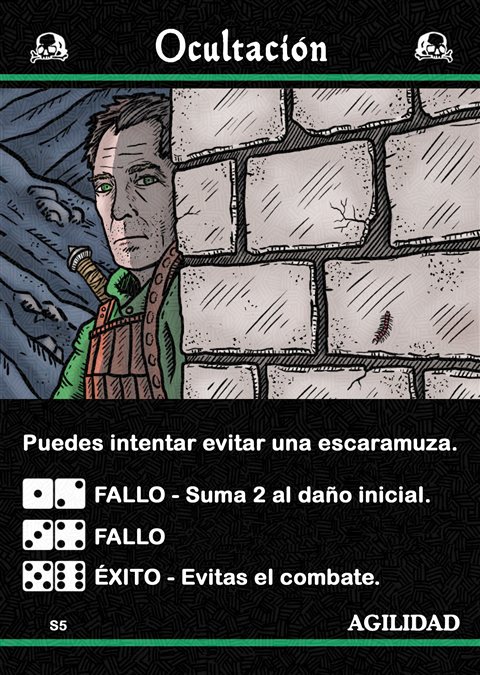 Ocultación
Puedes intentar evitar una escaramuza.
FALLO - Suma 2 al daño inicial.
FALLO
ÉXITO - Evitas el combate.
S5
AGILIDAD